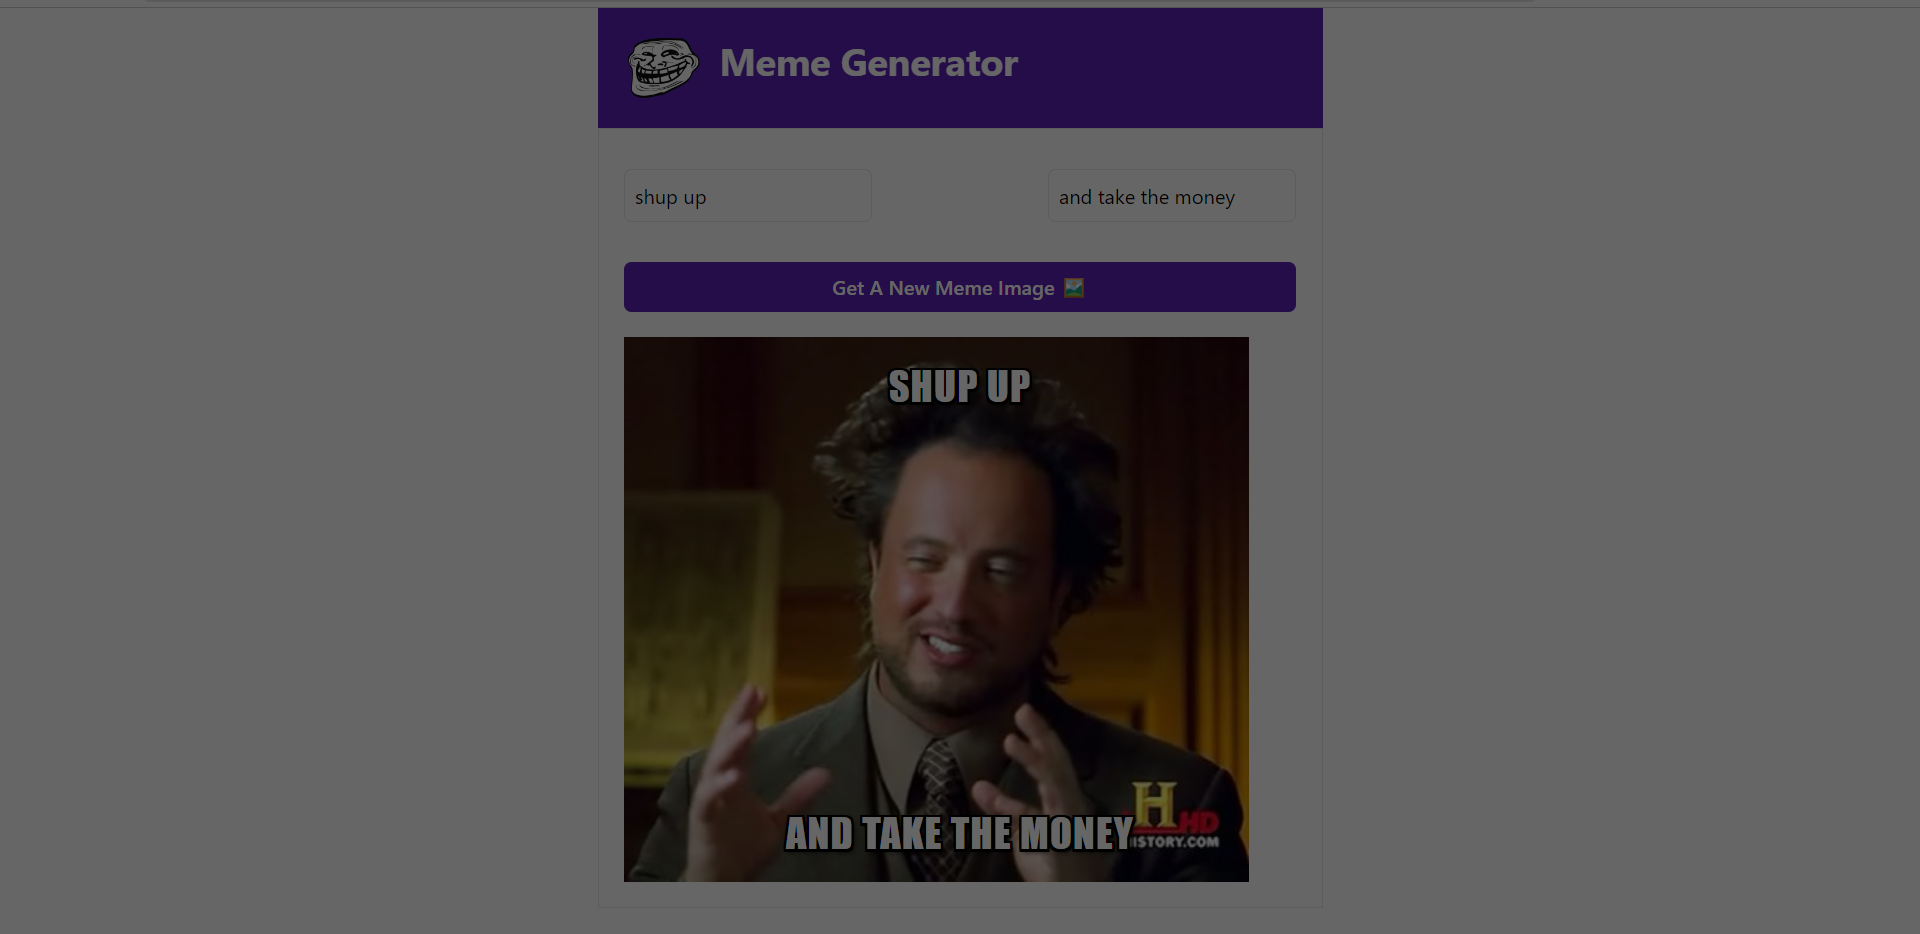 Meme Generator
shup up
and take the money
Get A New Meme Image
SHUP UP
AND TAKE THE MONEY
H HD
ISTORY.COM